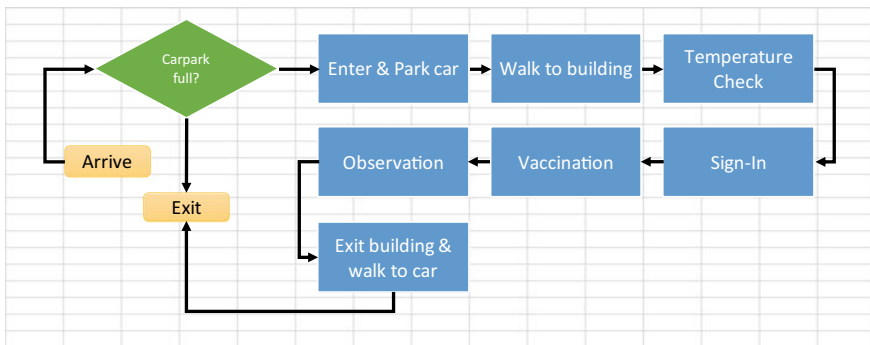 Carpark
full?
Enter & Park car
Walk to building
Temperature
Check
Arrive
Observation
Vaccination
Sign-In
Exit
Exit building &
walk to car